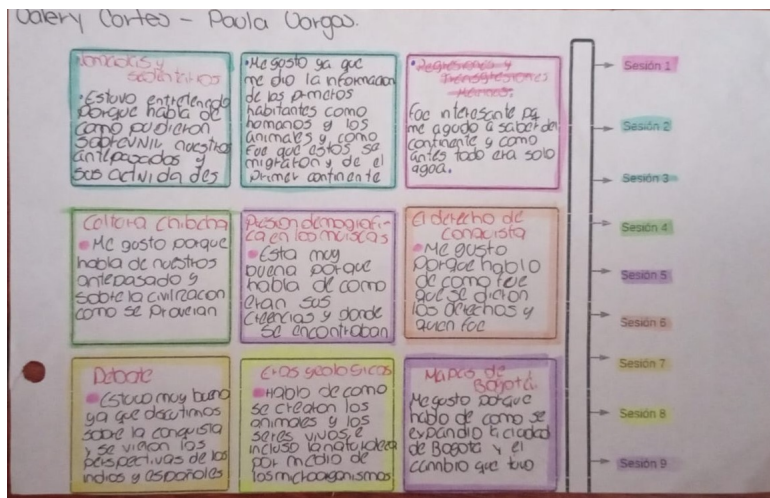 Valery Cortes - Paola Vargas.
Nomadas y
sedentarios
•Estuvo entretenido
porque habla de
como pudieron
sobrevivir nuestros
antepasados y
sus actividades
•Me gusto ya que
me dio la informacion
de los primeros
habitantes como
humanos y los
animales y como
fue que estos se
migraron y de el
primer continente
•Regresiones y
Transgresiones
Marinas.
Fue interesante pq
me ayudo a saber del
continente y como
antes todo era solo
agua.
Cultura chibcha
•Me gusto porque
habla de nuestros
antepasado y
sobre la civilizacion
como se proveian
Presion demografi-
ca en los muiscas
•Esta muy
buena porque
habla de como
eran sus
creencias y donde
se encontraban
El derecho de
conquista
•Me gusto
porque hablo
de como fue
que se dieron
los derechos y
quien fue
Debate
•Estuvo muy bueno
ya que discutimos
sobre la conquista
y se vieron las
perspectivas de los
indios y españoles
Eras geologicas
•Hablo de como
se crearon los
animales y los
seres vivos e
incluso la naturaleza
por medio de
los microoganismos
Mapas de
Bogotá.
Me gusto porque
hablo de como se
expandio la ciudad
de Bogota y el
cambio que tuvo
Sesión 1
Sesión 2
Sesión 3
Sesión 4
Sesión 5
Sesión 6
Sesión 7
Sesión 8
Sesión 9